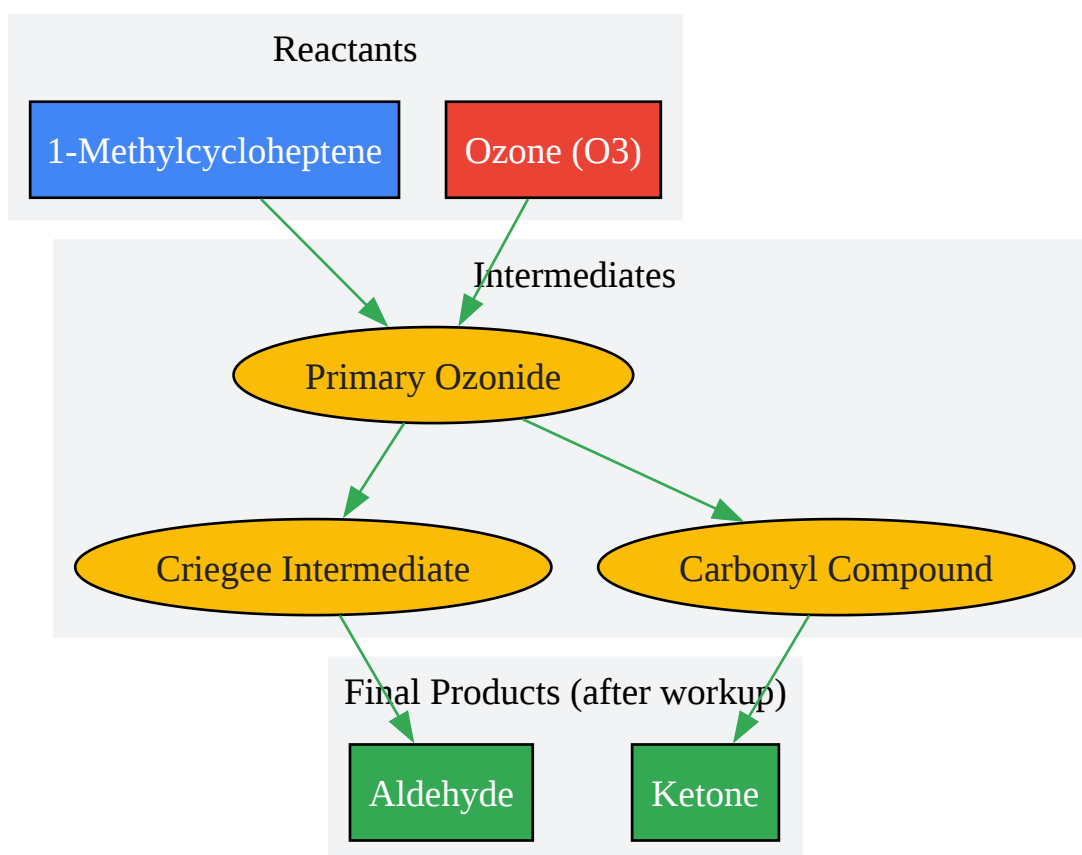 Reactants
1-Methylcycloheptene
Ozone (O3)
Intermediates
Primary Ozonide
Criegee Intermediate
Carbonyl Compound
Final Products (after workup)
Aldehyde
Ketone